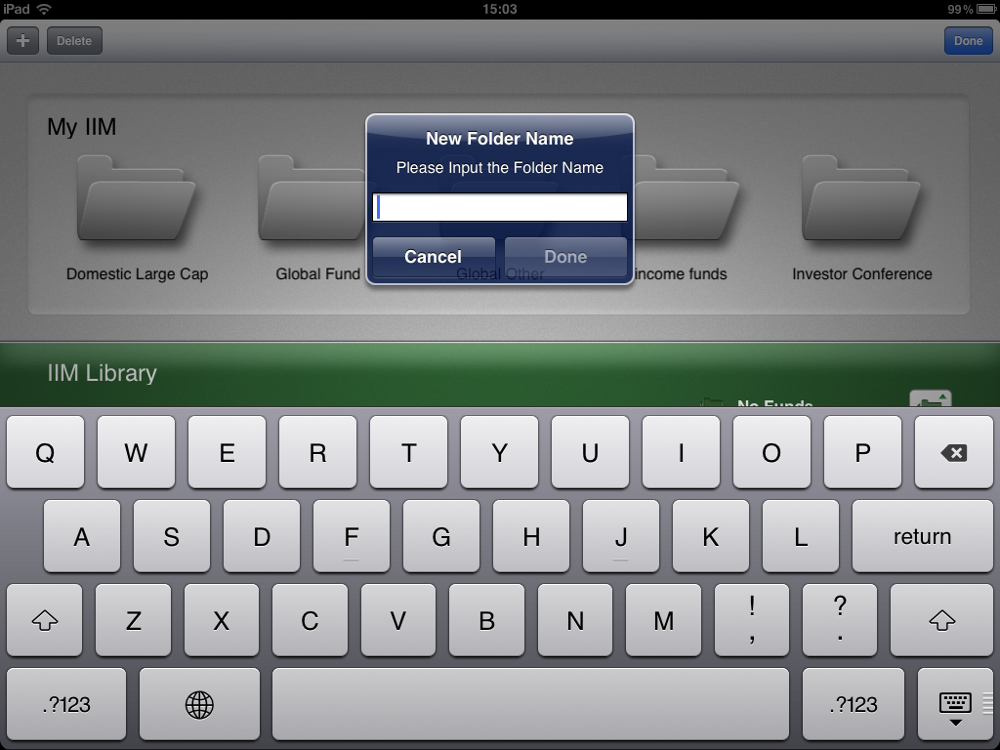 iPad 15:03 99%
Delete Done
My IIM
New Folder Name
Please Input the Folder Name
Cancel Done
Domestic Large Cap Global Fund Global Other income funds Investor Conference
IIM Library
No Funds
Q W E R T Y U I O P
A S D F G H J K L return
Z X C V B N M ! , ? .
.?123 .?123